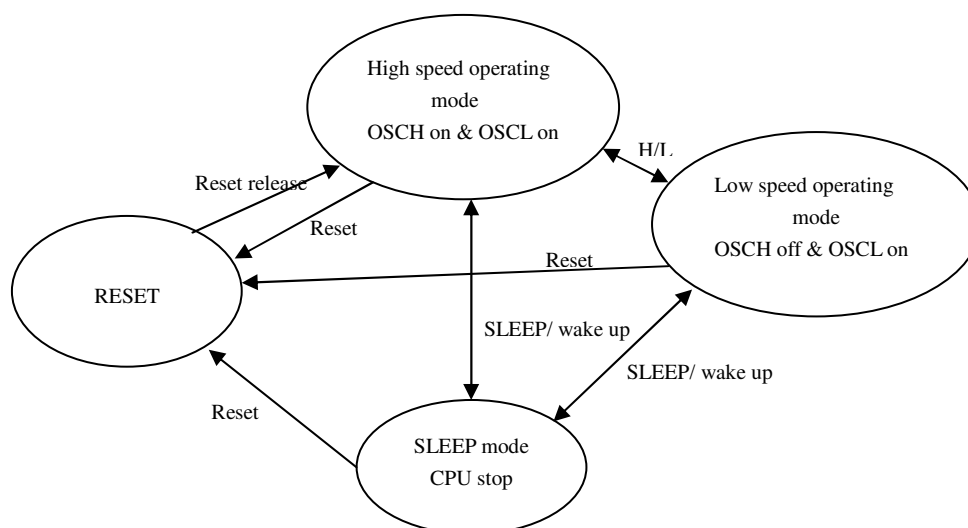 High speed operating
mode
OSCH on & OSCL on
H/L
Low speed operating
mode
OSCH off & OSCL on
Reset release
Reset
Reset
RESET
SLEEP/ wake up
SLEEP/ wake up
Reset
SLEEP mode
CPU stop